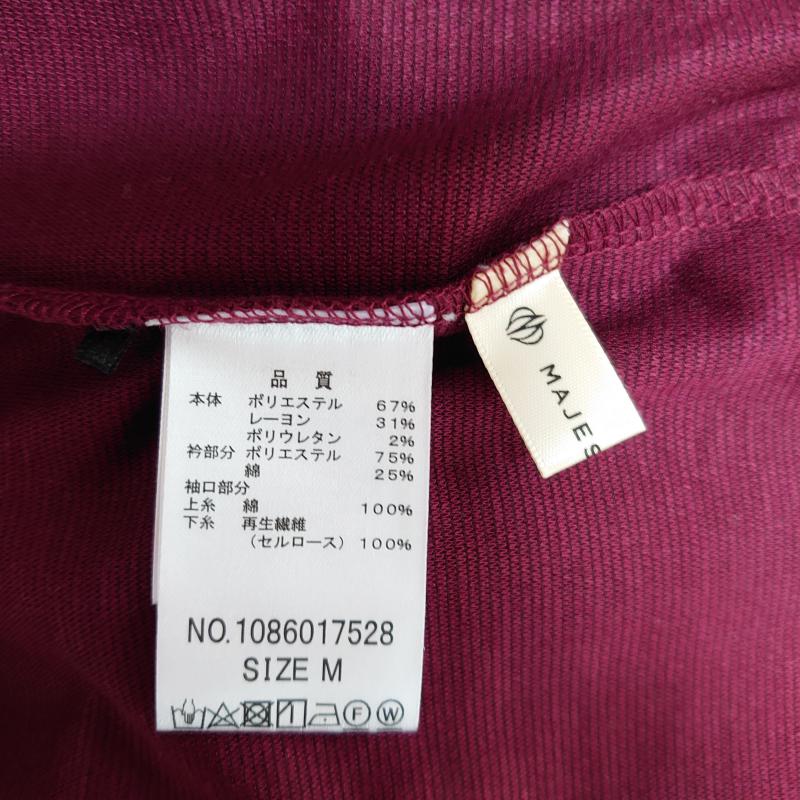 品 質
本体 ポリエステル 67%
レーヨン 31%
ポリウレタン 2%
衿部分 ポリエステル 75%
綿 25%
袖口部分
上糸 綿 100%
下糸 再生繊維
(セルロース) 100%
NO.1086017528
SIZE M
F W
MAJES